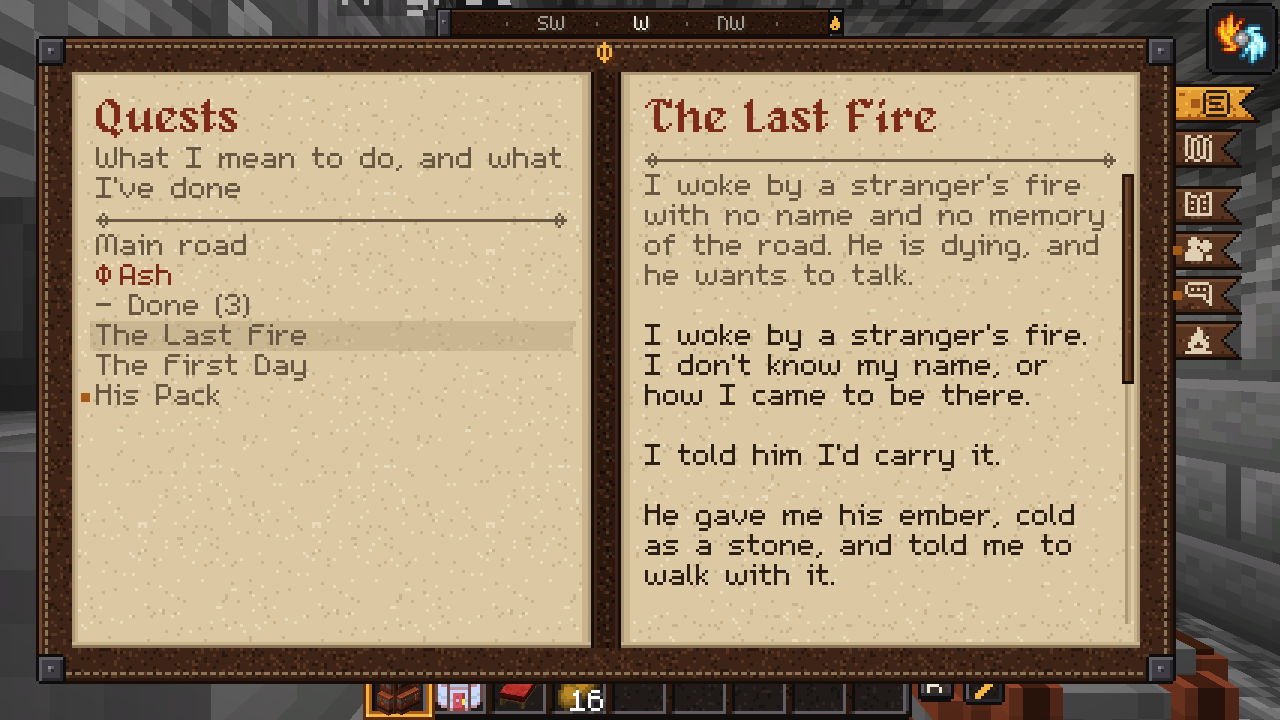 SW
W
NW
Quests
What I mean to do, and what
I've done
Main road
Ash
– Done (3)
The Last Fire
The First Day
His Pack
The Last Fire
I woke by a stranger's fire
with no name and no memory
of the road. He is dying, and
he wants to talk.
I woke by a stranger's fire.
I don't know my name, or
how I came to be there.
I told him I'd carry it.
He gave me his ember, cold
as a stone, and told me to
walk with it.
16